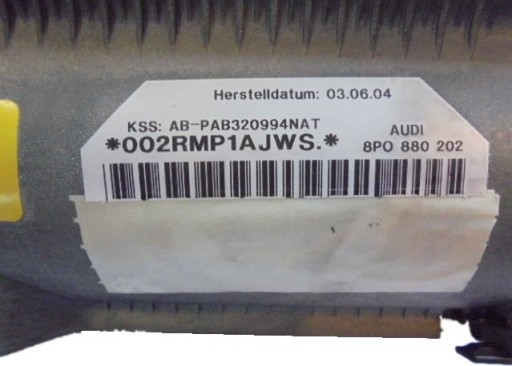 Herstelldatum: 03.06.04
KSS: AB-PAB320994NAT
*002RMP1AJWS.*
AUDI
8P0 880 202